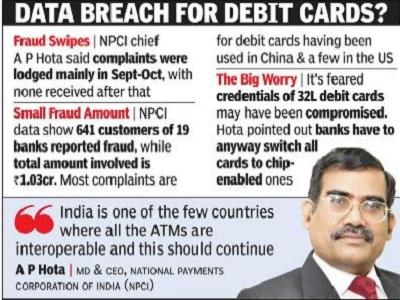 DATA BREACH FOR DEBIT CARDS?
Fraud Swipes | NPCI chief
A P Hota said complaints were
lodged mainly in Sept-Oct, with
none received after that
Small Fraud Amount | NPCI
data show 641 customers of 19
banks reported fraud, while
total amount involved is
₹1.03cr. Most complaints are
for debit cards having been
used in China & a few in the US
The Big Worry | It's feared
credentials of 32L debit cards
may have been compromised.
Hota pointed out banks have to
anyway switch all
cards to chip-
enabled ones
India is one of the few countries
where all the ATMs are
interoperable and this should continue
A P Hota | MD & CEO, NATIONAL PAYMENTS
CORPORATION OF INDIA (NPCI)